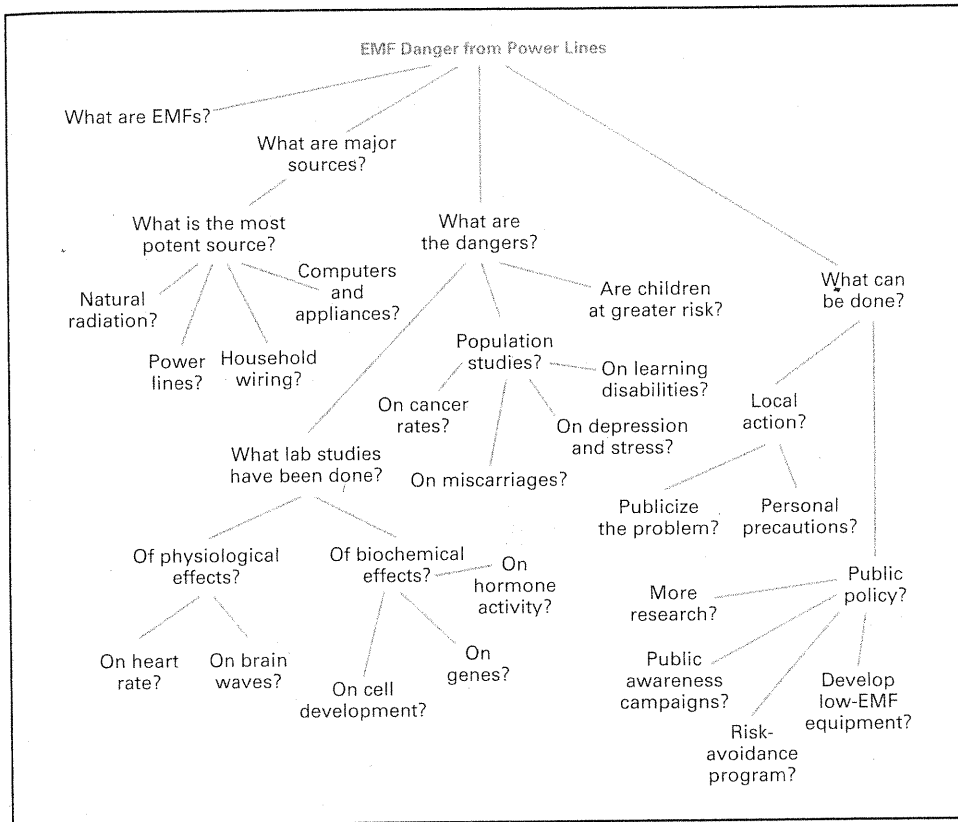 EMF Danger from Power Lines
What are EMFs?
What are major
sources?
What is the most
potent source?
Natural
radiation?
Power
lines?
Household
wiring?
Computers
and
appliances?
What are
the dangers?
What lab studies
have been done?
Of physiological
effects?
On heart
rate?
On brain
waves?
Of biochemical
effects?
On cell
development?
On
genes?
On
hormone
activity?
Population
studies?
On cancer
rates?
On miscarriages?
On depression
and stress?
On learning
disabilities?
Are children
at greater risk?
What can
be done?
Local
action?
Publicize
the problem?
Personal
precautions?
Public
policy?
More
research?
Public
awareness
campaigns?
Risk-
avoidance
program?
Develop
low-EMF
equipment?